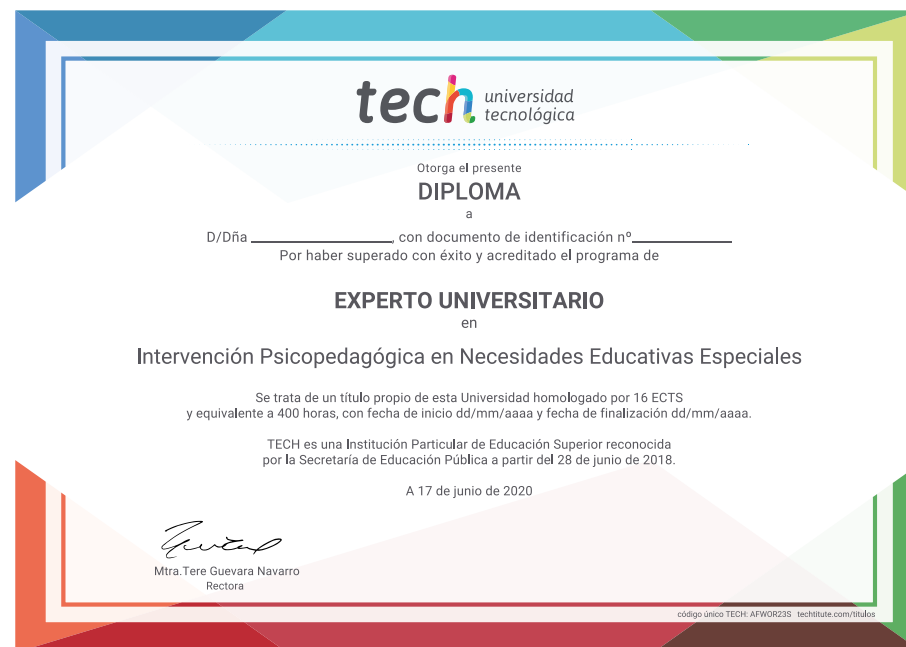 tech universidad
tecnológica
Otorga el presente
DIPLOMA
a
D/Dña ____________________, con documento de identificación nº______________
Por haber superado con éxito y acreditado el programa de
EXPERTO UNIVERSITARIO
en
Intervención Psicopedagógica en Necesidades Educativas Especiales
Se trata de un título propio de esta Universidad homologado por 16 ECTS
y equivalente a 400 horas, con fecha de inicio dd/mm/aaaa y fecha de finalización dd/mm/aaaa.
TECH es una Institución Particular de Educación Superior reconocida
por la Secretaría de Educación Pública a partir del 28 de junio de 2018.
A 17 de junio de 2020
Mtra.Tere Guevara Navarro
Rectora
código único TECH: AFWOR23S techtitute.com/titulos